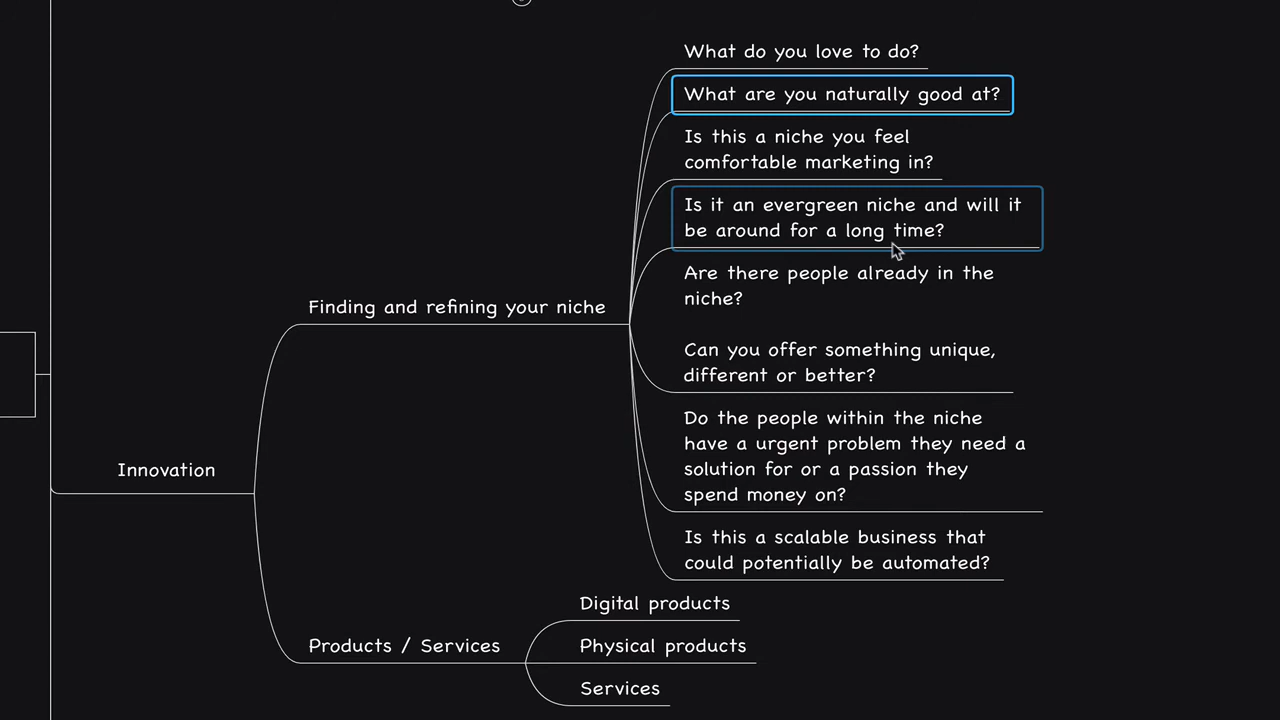 What do you love to do?
What are you naturally good at?
Is this a niche you feel
comfortable marketing in?
Is it an evergreen niche and will it
be around for a long time?
Are there people already in the
niche?
Finding and refining your niche
Can you offer something unique,
different or better?
Do the people within the niche
have a urgent problem they need a
solution for or a passion they
spend money on?
Innovation
Is this a scalable business that
could potentially be automated?
Digital products
Products / Services
Physical products
Services